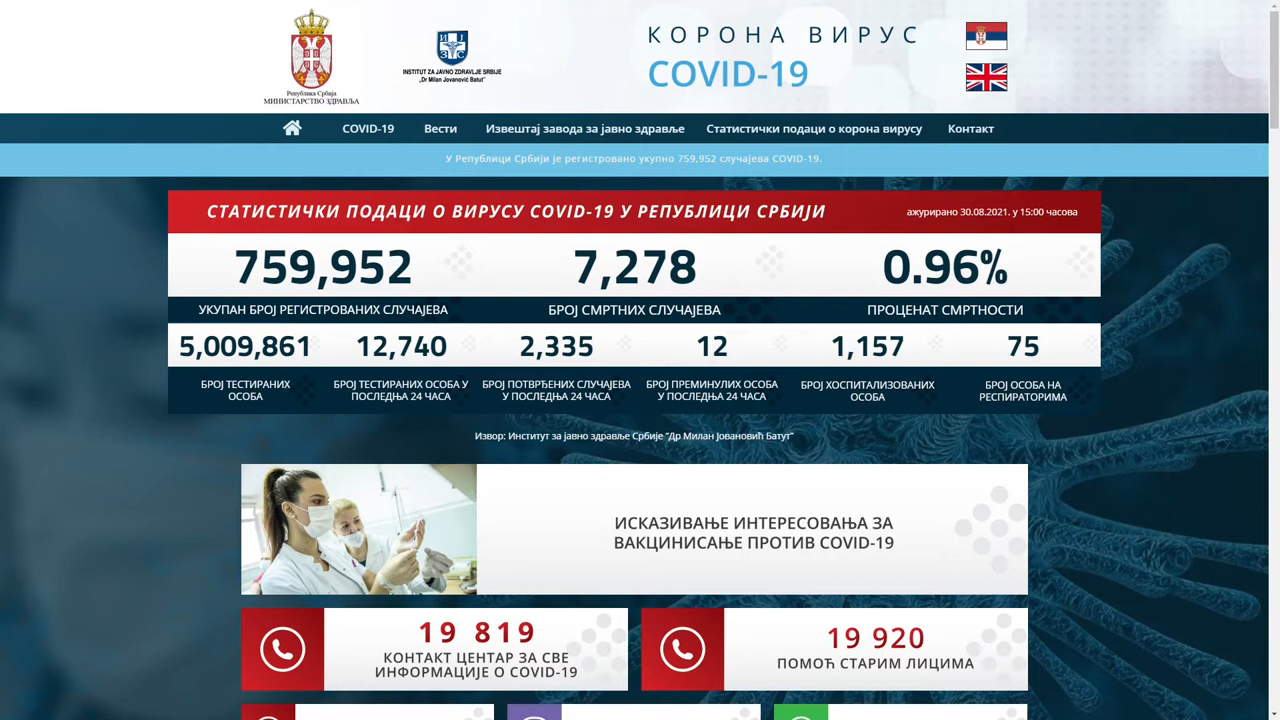 Република Србија
МИНИСТАРСТВО ЗДРАВЉА
ИЈ
ЗС
INSTITUT ZA JAVNO ZDRAVLJE SRBIJE
„Dr Milan Jovanović Batut“
КОРОНА ВИРУС
COVID-19
COVID-19 Вести Извештај завода за јавно здравље Статистички подаци о корона вирусу Контакт
У Републици Србији је регистровано укупно 759,952 случајева COVID-19.
СТАТИСТИЧКИ ПОДАЦИ О ВИРУСУ COVID-19 У РЕПУБЛИЦИ СРБИЈИ
ажурирано 30.08.2021. у 15:00 часова
759,952 7,278 0.96%
УКУПАН БРОЈ РЕГИСТРОВАНИХ СЛУЧАЈЕВА БРОЈ СМРТНИХ СЛУЧАЈЕВА ПРОЦЕНАТ СМРТНОСТИ
5,009,861 12,740 2,335 12 1,157 75
БРОЈ ТЕСТИРАНИХ
ОСОБА
БРОЈ ТЕСТИРАНИХ ОСОБА У
ПОСЛЕДЊА 24 ЧАСА
БРОЈ ПОТВРЂЕНИХ СЛУЧАЈЕВА
У ПОСЛЕДЊА 24 ЧАСА
БРОЈ ПРЕМИНУЛИХ ОСОБА
У ПОСЛЕДЊА 24 ЧАСА
БРОЈ ХОСПИТАЛИЗОВАНИХ
ОСОБА
БРОЈ ОСОБА НА
РЕСПИРАТОРИМА
Извор: Институт за јавно здравље Србије "Др Милан Јовановић Батут"
ИСКАЗИВАЊЕ ИНТЕРЕСОВАЊА ЗА
ВАКЦИНИСАЊЕ ПРОТИВ COVID-19
19 819
КОНТАКТ ЦЕНТАР ЗА СВЕ
ИНФОРМАЦИЈЕ О COVID-19
19 920
ПОМОЋ СТАРИМ ЛИЦИМА